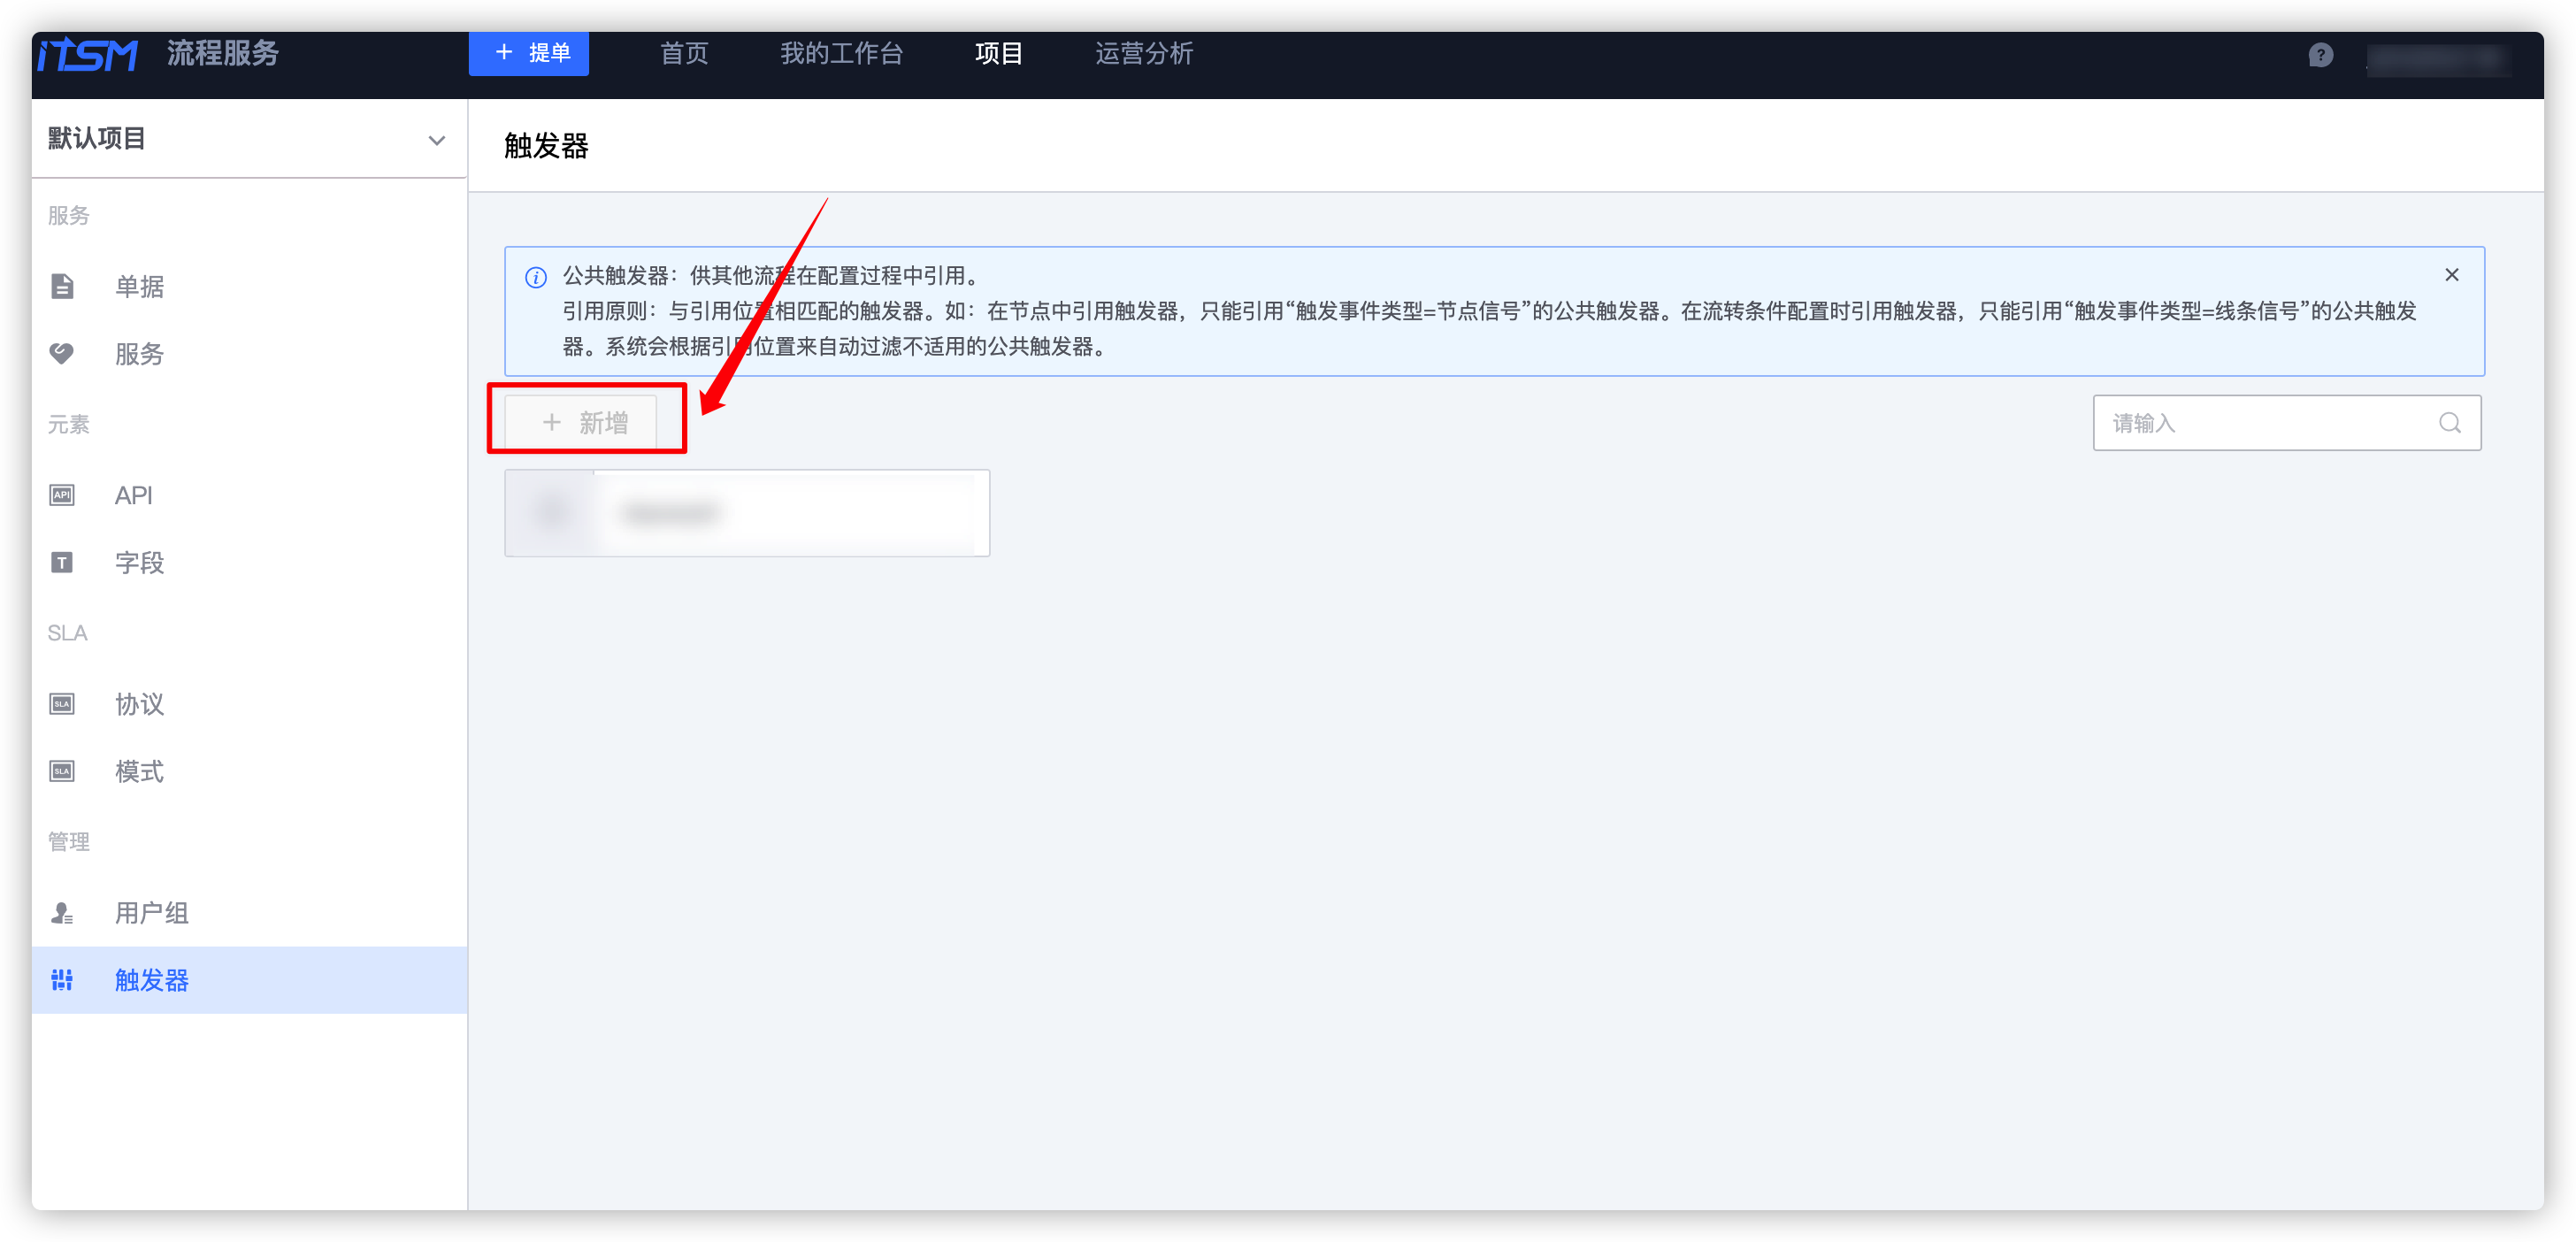 iTSM 流程服务 + 提单 首页 我的工作台 项目 运营分析 ?
默认项目
触发器
服务
单据
服务
元素
API API
T 字段
SLA
SLA 协议
SLA 模式
管理
用户组
触发器
公共触发器：供其他流程在配置过程中引用。
引用原则：与引用位置相匹配的触发器。如：在节点中引用触发器，只能引用“触发事件类型=节点信号”的公共触发器。在流转条件配置时引用触发器，只能引用“触发事件类型=线条信号”的公共触发
器。系统会根据引用位置来自动过滤不适用的公共触发器。
+ 新增
请输入